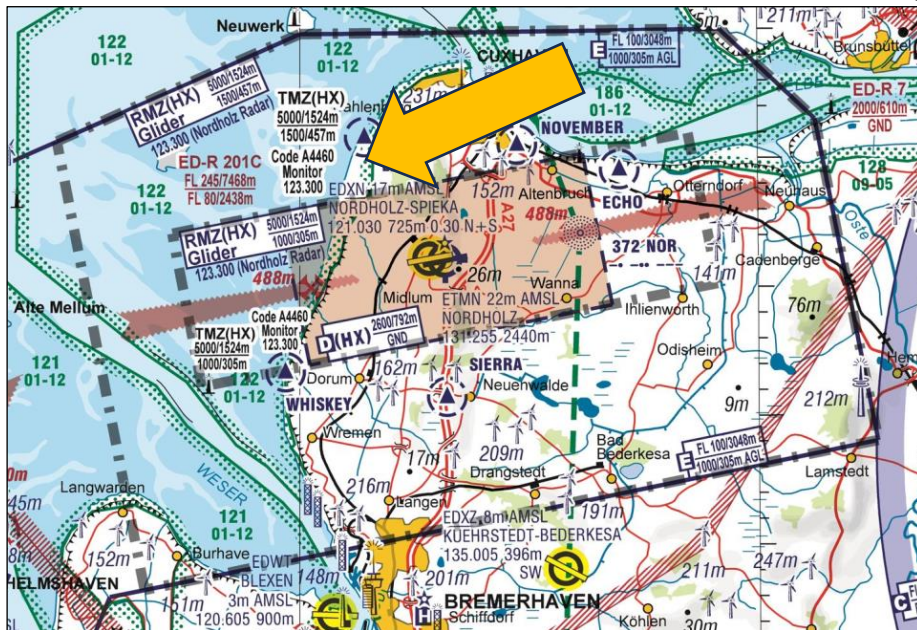 Neuwerk
122
01-12
122
01-12
122
01-12
CUXHAV
5m
211m
Brunsbüttel
E
FL 100/3048m
1000/305m AGL
RMZ(HX)
Glider
5000/1524m
1500/457m
123.300 (Nordholz Radar)
TMZ(HX)
5000/1524m
1500/457m
Code A4460
Monitor
123.300
231m
186
01-12
ED-R 7
2000/610m
GND
ED-R 201C
FL 245/7468m
FL 80/2438m
NOVEMBER
128
09-05
122
01-12
EDXN 17m AMSL
NORDHOLZ-SPIEKA
121.030 725m 0.30 N.+S.
152m
Altenbruch
A27
488m
ECHO
Otterndorf
Neuhaus
Oste
RMZ(HX)
Glider
5000/1524m
1000/305m
123.300 (Nordholz Radar)
488m
372 NOR
26m
141m
Cadenberge
Alte Mellum
Midlum
Wanna
Ihlienworth
76m
ETMN 22m AMSL
NORDHOLZ
131.255 2440m
Code A4460
Monitor
123.300
TMZ(HX)
5000/1524m
1000/305m
D(HX)
2600/792m
GND
121
01-12
122
01-12
WHISKEY
Dorum
162m
SIERRA
Neuenwalde
Odisheim
9m
212m
Hem
Wremen
WESER
17m
209m
Drangstedt
Bad
Bederkesa
E
FL 100/3048m
1000/305m AGL
Lamstedt
Langwarden
216m
Langen
191m
45m
121
01-12
152m
Burhave
EDXZ 8m AMSL
KUEHRSTEDT-BEDERKESA
135.005 396m
SW
EDWT
BLEXEN
3m AMSL
120.605 900m
148m
201m
211m
247m
HELMSHAVEN
151m
BREMERHAVEN
H
Schiffdorf
Köhlen
30m
C